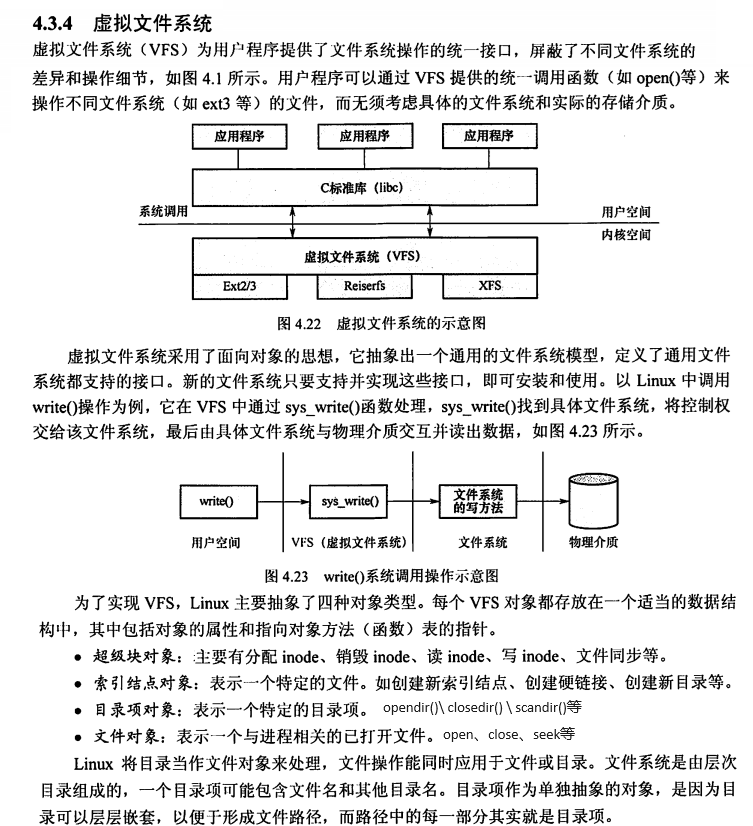 4.3.4 虚拟文件系统
虚拟文件系统（VFS）为用户程序提供了文件系统操作的统一接口，屏蔽了不同文件系统的
差异和操作细节，如图 4.1 所示。用户程序可以通过 VFS 提供的统一调用函数（如 open()等）来
操作不同文件系统（如 ext3 等）的文件，而无须考虑具体的文件系统和实际的存储介质。
应用程序 应用程序 应用程序
C标准库（libc）
系统调用 用户空间
内核空间
虚拟文件系统（VFS）
Ext2/3 Reiserfs XFS
图 4.22 虚拟文件系统的示意图
虚拟文件系统采用了面向对象的思想，它抽象出一个通用的文件系统模型，定义了通用文件
系统都支持的接口。新的文件系统只要支持并实现这些接口，即可安装和使用。以 Linux 中调用
write()操作为例，它在 VFS 中通过 sys_write()函数处理，sys_write()找到具体文件系统，将控制权
交给该文件系统，最后由具体文件系统与物理介质交互并读出数据，如图 4.23 所示。
write() sys_write() 文件系统
的写方法
用户空间 VFS（虚拟文件系统） 文件系统 物理介质
图 4.23 write()系统调用操作示意图
为了实现 VFS，Linux 主要抽象了四种对象类型。每个 VFS 对象都存放在一个适当的数据结
构中，其中包括对象的属性和指向对象方法（函数）表的指针。
● 超级块对象：主要有分配 inode、销毁 inode、读 inode、写 inode、文件同步等。
● 索引结点对象：表示一个特定的文件。如创建新索引结点、创建硬链接、创建新目录等。
● 目录项对象：表示一个特定的目录项。 opendir()\ closedir() \ scandir()等
● 文件对象：表示一个与进程相关的已打开文件。open、close、seek等
Linux 将目录当作文件对象来处理，文件操作能同时应用于文件或目录。文件系统是由层次
目录组成的，一个目录项可能包含文件名和其他目录名。目录项作为单独抽象的对象，是因为目
录可以层层嵌套，以便于形成文件路径，而路径中的每一部分其实就是目录项。